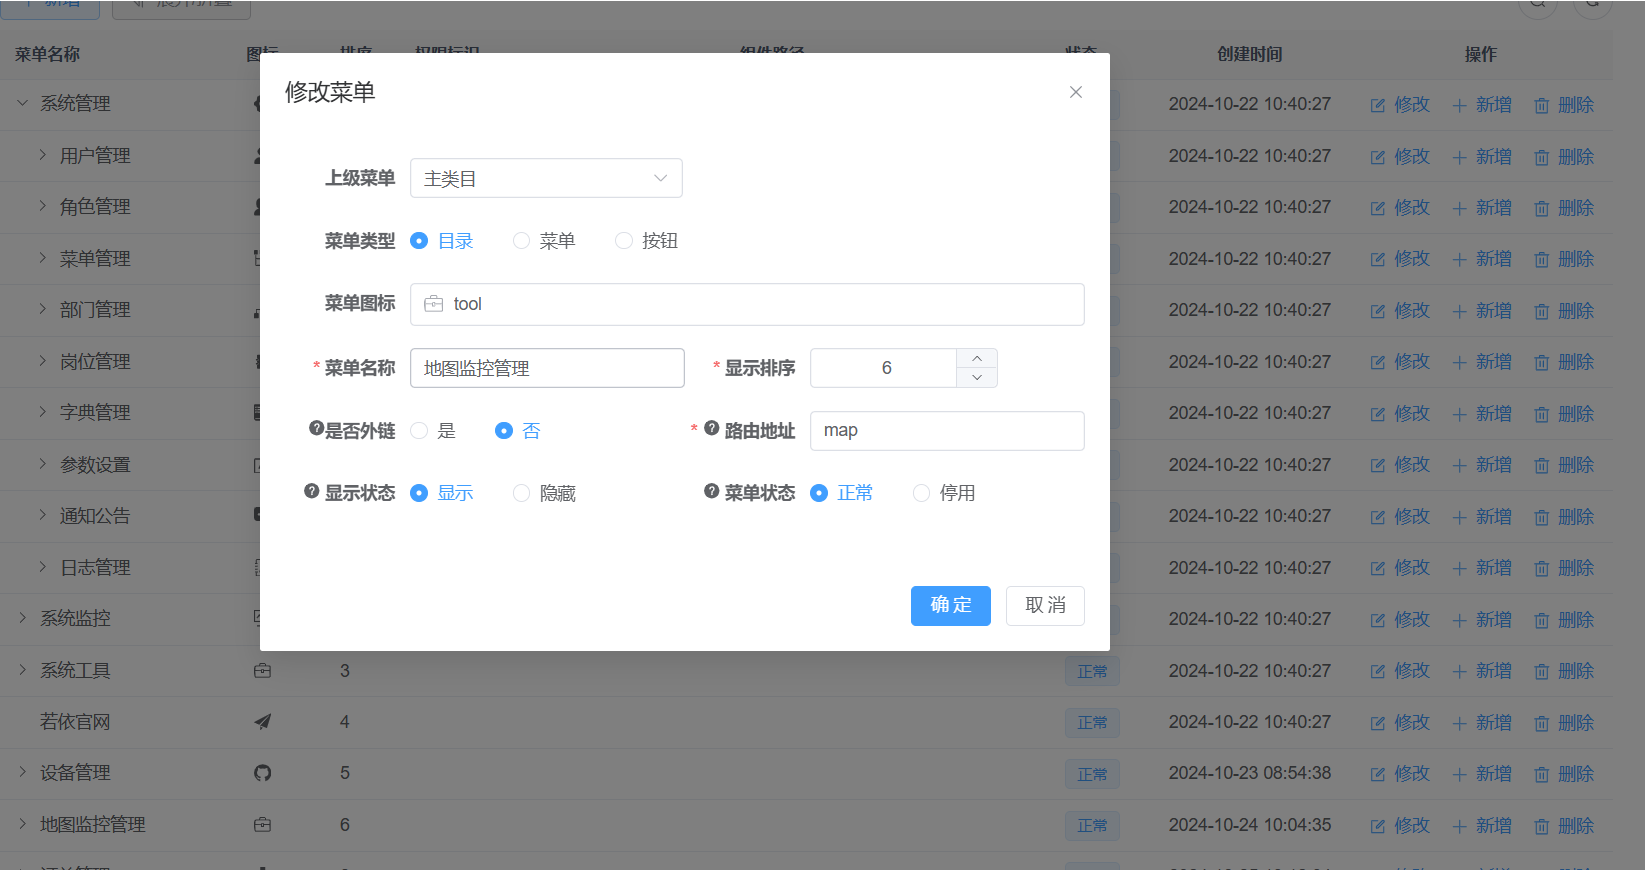 新增 展开/折叠
菜单名称 图标 排序 权限标识 组件路径 状态 创建时间 操作
系统管理 2024-10-22 10:40:27 修改 新增 删除
用户管理 2024-10-22 10:40:27 修改 新增 删除
角色管理 2024-10-22 10:40:27 修改 新增 删除
菜单管理 2024-10-22 10:40:27 修改 新增 删除
部门管理 2024-10-22 10:40:27 修改 新增 删除
岗位管理 2024-10-22 10:40:27 修改 新增 删除
字典管理 2024-10-22 10:40:27 修改 新增 删除
参数设置 2024-10-22 10:40:27 修改 新增 删除
通知公告 2024-10-22 10:40:27 修改 新增 删除
日志管理 2024-10-22 10:40:27 修改 新增 删除
系统监控 2024-10-22 10:40:27 修改 新增 删除
系统工具 3 正常 2024-10-22 10:40:27 修改 新增 删除
若依官网 4 正常 2024-10-22 10:40:27 修改 新增 删除
设备管理 5 正常 2024-10-23 08:54:38 修改 新增 删除
地图监控管理 6 正常 2024-10-24 10:04:35 修改 新增 删除
修改菜单
上级菜单 主类目
菜单类型 目录 菜单 按钮
菜单图标 tool
* 菜单名称 地图监控管理 * 显示排序 6
是否外链 是 否 * 路由地址 map
显示状态 显示 隐藏 菜单状态 正常 停用
确 定 取 消